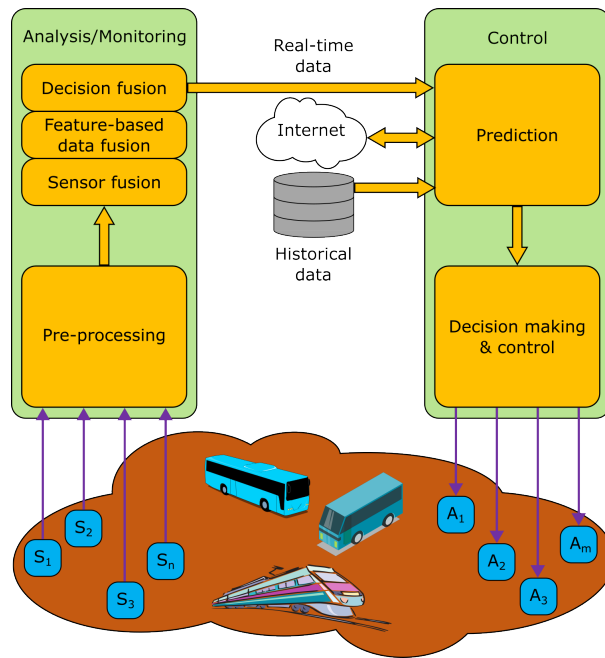 Analysis/Monitoring
Decision fusion
Feature-based
data fusion
Sensor fusion
Pre-processing
Real-time
data
Internet
Historical
data
Control
Prediction
Decision making
& control
S1
S2
S3
Sn
A1
A2
A3
Am